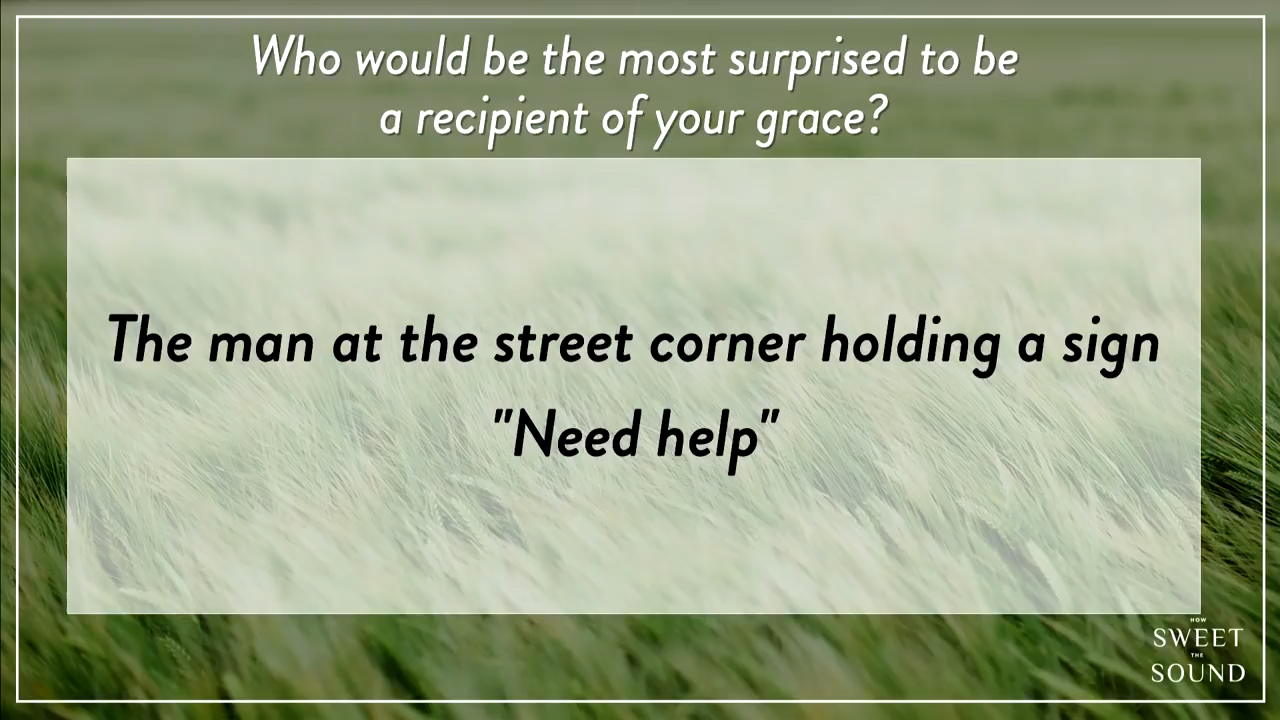 Who would be the most surprised to be
a recipient of your grace?
The man at the street corner holding a sign
"Need help"
HOW
SWEET
THE
SOUND